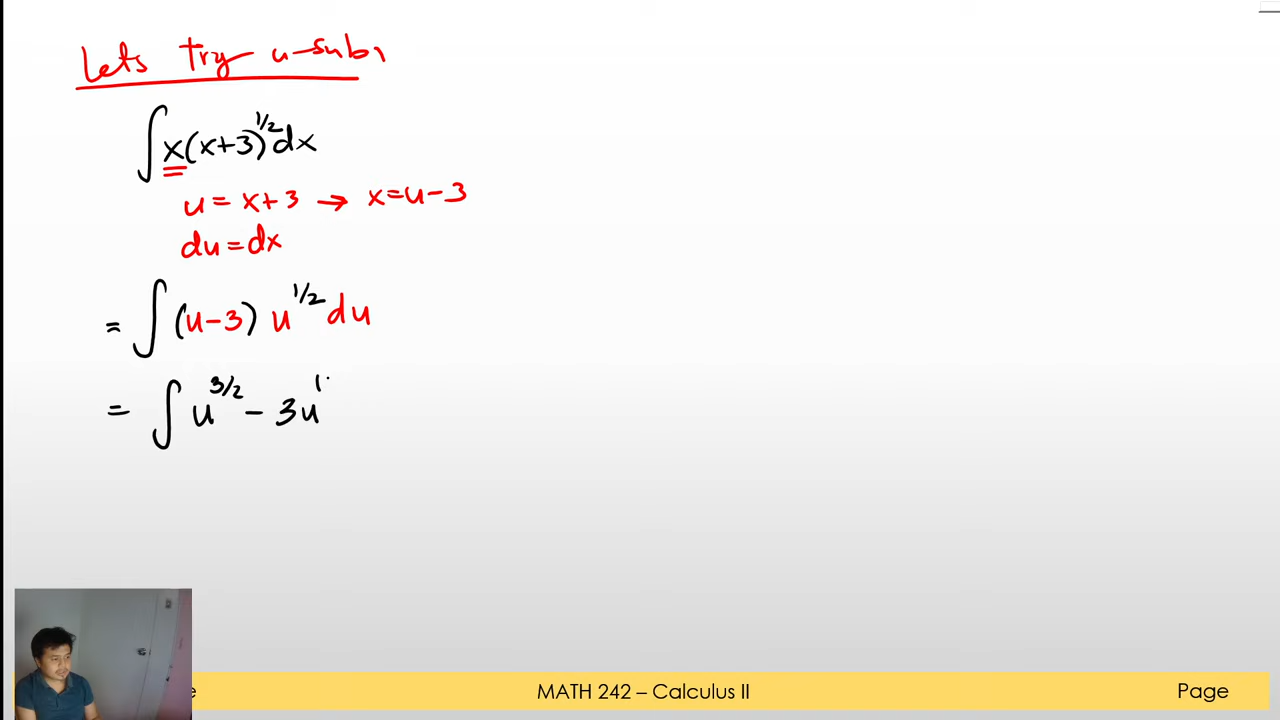 Lets try u-sub
∫ x(x+3)^1/2 dx
u = x+3 → x=u-3
du = dx
= ∫ (u-3) u^1/2 du
= ∫ u^3/2 - 3u^1
MATH 242 – Calculus II
Page